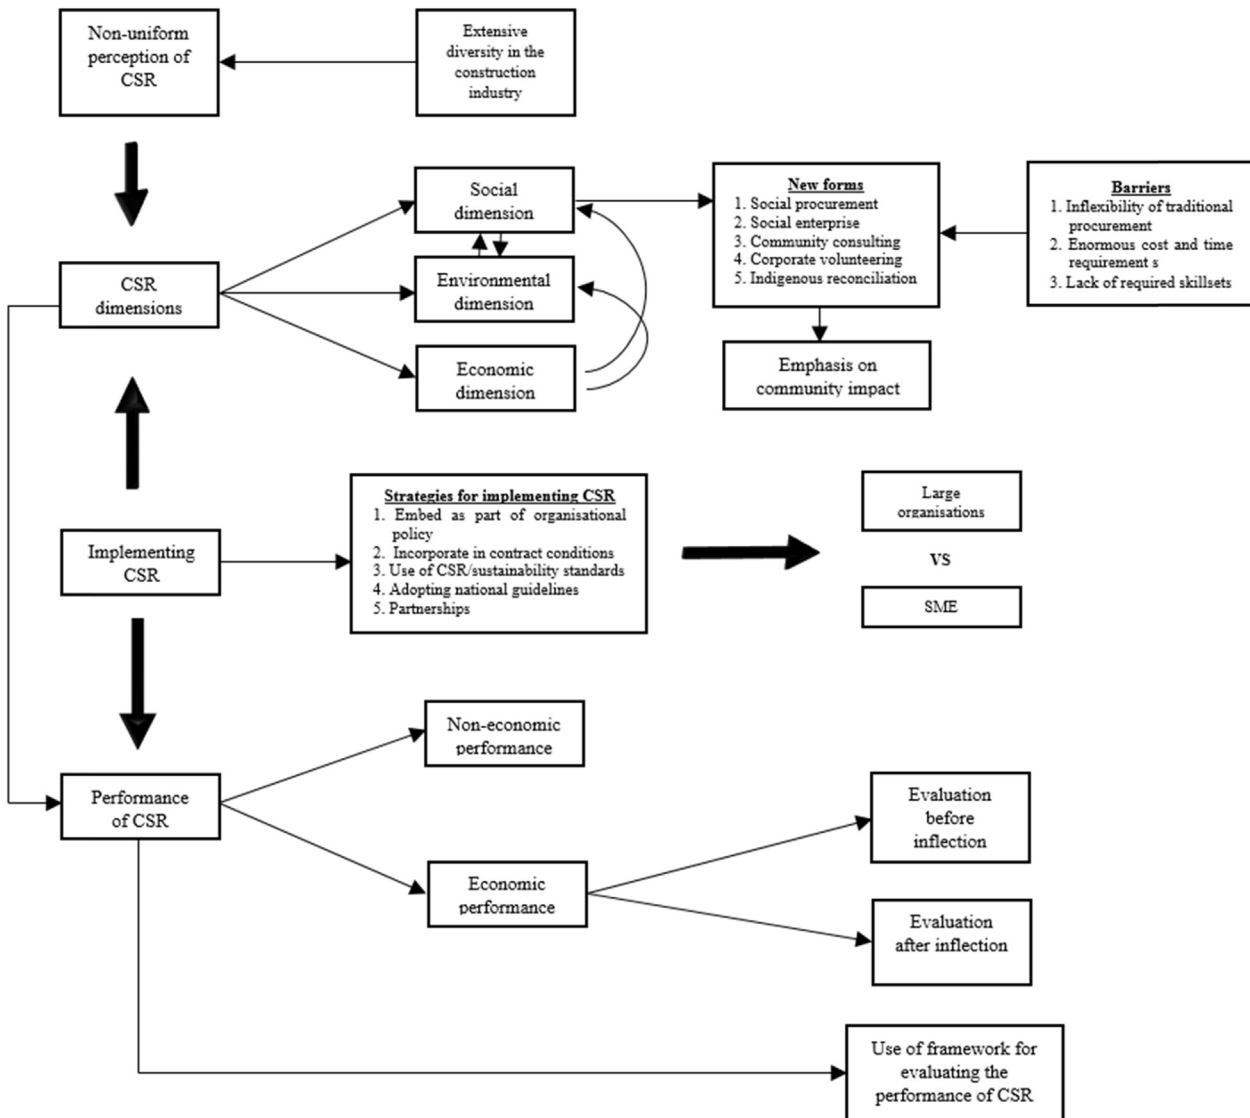 Non-uniform
perception of
CSR
Extensive
diversity in the
construction
industry
CSR
dimensions
Social
dimension
Environmental
dimension
Economic
dimension
New forms
1. Social procurement
2. Social enterprise
3. Community consulting
4. Corporate volunteering
5. Indigenous reconciliation
Barriers
1. Inflexibility of traditional
procurement
2. Enormous cost and time
requirement s
3. Lack of required skillsets
Emphasis on
community impact
Implementing
CSR
Strategies for implementing CSR
1. Embed as part of organisational
policy
2. Incorporate in contract conditions
3. Use of CSR/sustainability standards
4. Adopting national guidelines
5. Partnerships
Large
organisations
VS
SME
Performance
of CSR
Non-economic
performance
Economic
performance
Evaluation
before
inflection
Evaluation
after inflection
Use of framework for
evaluating the
performance of CSR